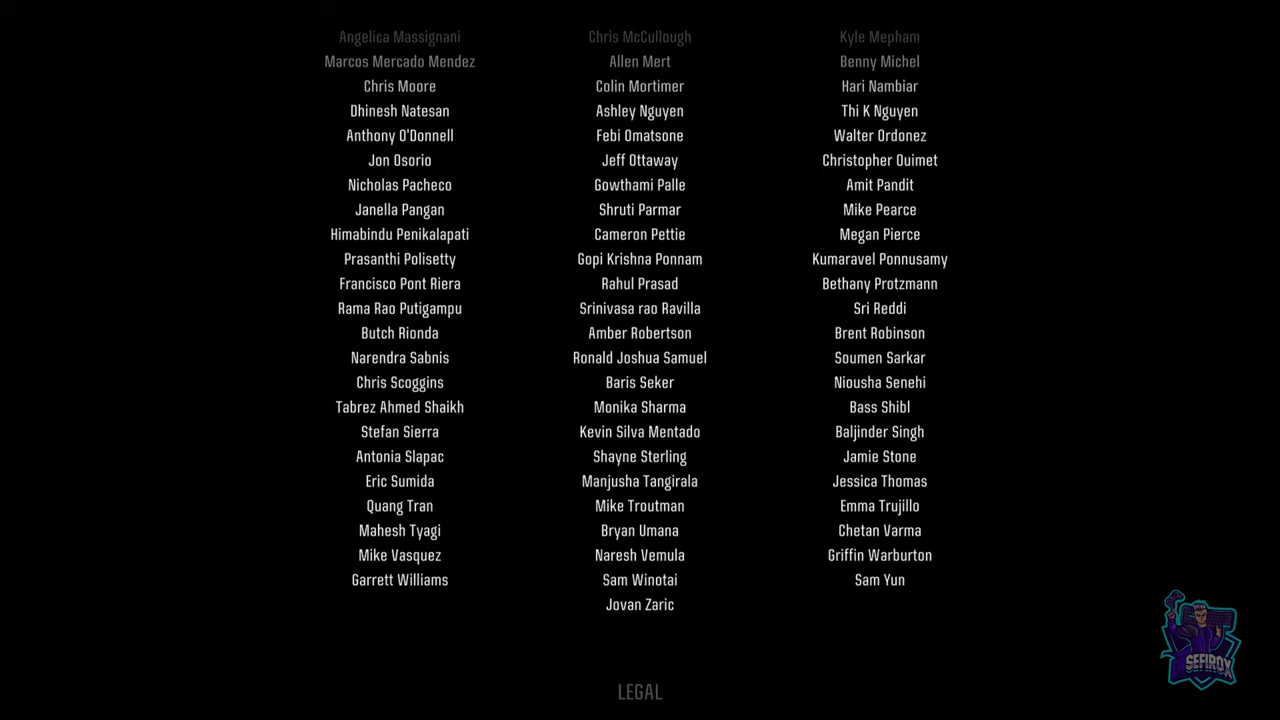 Angelica Massignani Chris McCullough Kyle Mepham
Marcos Mercado Mendez Allen Mert Benny Michel
Chris Moore Colin Mortimer Hari Nambiar
Dhinesh Natesan Ashley Nguyen Thi K Nguyen
Anthony O'Donnell Febi Omatsone Walter Ordonez
Jon Osorio Jeff Ottaway Christopher Ouimet
Nicholas Pacheco Gowthami Palle Amit Pandit
Janella Pangan Shruti Parmar Mike Pearce
Himabindu Penikalapati Cameron Pettie Megan Pierce
Prasanthi Polisetty Gopi Krishna Ponnam Kumaravel Ponnusamy
Francisco Pont Riera Rahul Prasad Bethany Protzmann
Rama Rao Putigampu Srinivasa rao Ravilla Sri Reddi
Butch Rionda Amber Robertson Brent Robinson
Narendra Sabnis Ronald Joshua Samuel Soumen Sarkar
Chris Scoggins Baris Seker Niousha Senehi
Tabrez Ahmed Shaikh Monika Sharma Bass Shibl
Stefan Sierra Kevin Silva Mentado Baljinder Singh
Antonia Slapac Shayne Sterling Jamie Stone
Eric Sumida Manjusha Tangirala Jessica Thomas
Quang Tran Mike Troutman Emma Trujillo
Mahesh Tyagi Bryan Umana Chetan Varma
Mike Vasquez Naresh Vemula Griffin Warburton
Garrett Williams Sam Winotai Sam Yun
Jovan Zaric
SEFIROX
LEGAL